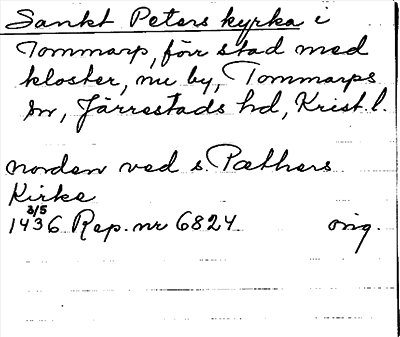 Sankt Peters kyrka i
Tommarp, förr stad med
kloster, nu by, Tommarps
sn, Järrestads hd, Krist. l.
norden ved s. Pæthers
Kirke
3/5
1436 Rep. nr 6824 orig.